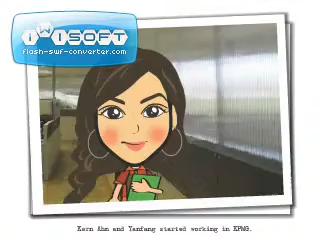 iWiSOFT
flash-swf-converter.com
Kern Ahn and Yanfang started working in KPMG.